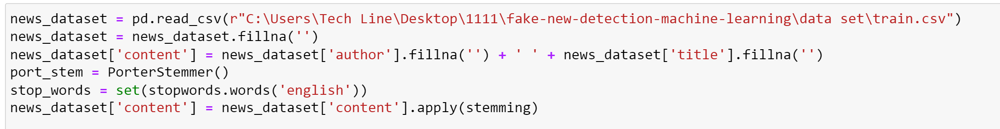 news_dataset = pd.read_csv(r"C:\Users\Tech Line\Desktop\1111\fake-new-detection-machine-learning\data set\train.csv")
news_dataset = news_dataset.fillna('')
news_dataset['content'] = news_dataset['author'].fillna('') + ' ' + news_dataset['title'].fillna('')
port_stem = PorterStemmer()
stop_words = set(stopwords.words('english'))
news_dataset['content'] = news_dataset['content'].apply(stemming)